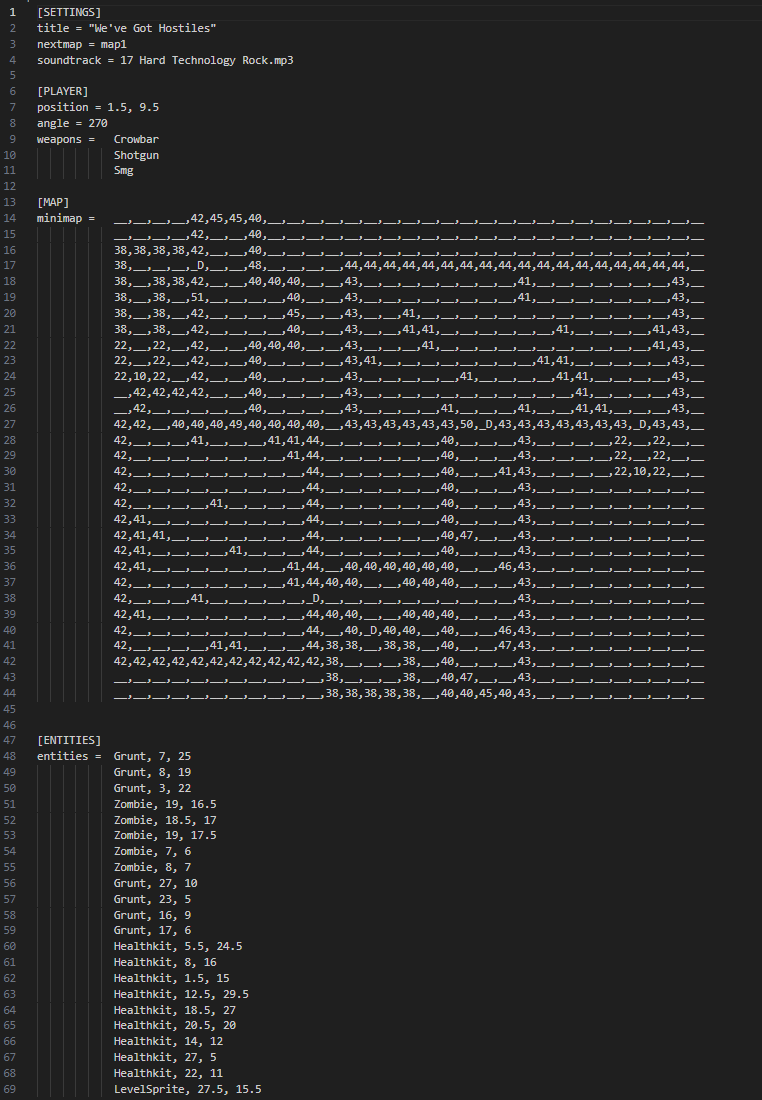 1 [SETTINGS]
2 title = "We've Got Hostiles"
3 nextmap = map1
4 soundtrack = 17 Hard Technology Rock.mp3
5
6 [PLAYER]
7 position = 1.5, 9.5
8 angle = 270
9 weapons = Crowbar
10 Shotgun
11 Smg
12
13 [MAP]
14 minimap = __,__,__,__,42,45,45,40,__,__,__,__,__,__,__,__,__,__,__,__,__,__,__,__,__,__,__,__,__,__,__
15 __,__,__,__,42,__,__,40,__,__,__,__,__,__,__,__,__,__,__,__,__,__,__,__,__,__,__,__,__,__,__
16 38,38,38,38,42,__,__,40,__,__,__,__,__,__,__,__,__,__,__,__,__,__,__,__,__,__,__,__,__,__,__
17 38,__,__,__,_D,__,__,48,__,__,__,__,44,44,44,44,44,44,44,44,44,44,44,44,44,44,44,44,44,44,__
18 38,__,38,38,42,__,__,40,40,40,__,__,43,__,__,__,__,__,__,__,__,41,__,__,__,__,__,__,__,43,__
19 38,__,38,__,51,__,__,__,__,40,__,__,43,__,__,__,__,__,__,__,__,41,__,__,__,__,__,__,__,43,__
20 38,__,38,__,42,__,__,__,__,45,__,__,43,__,__,41,__,__,__,__,__,__,__,__,__,__,__,__,__,43,__
21 38,__,38,__,42,__,__,__,__,40,__,__,43,__,__,41,41,__,__,__,__,__,__,41,__,__,__,__,41,43,__
22 22,__,22,__,42,__,__,40,40,40,__,__,43,__,__,__,41,__,__,__,__,__,__,__,__,__,__,__,41,43,__
23 22,__,22,__,42,__,__,40,__,__,__,__,43,41,__,__,__,__,__,__,__,__,41,41,__,__,__,__,__,43,__
24 22,10,22,__,42,__,__,40,__,__,__,__,43,__,__,__,__,__,41,__,__,__,__,41,41,__,__,__,__,43,__
25 __,42,42,42,42,__,__,40,__,__,__,__,43,__,__,__,__,__,__,__,__,__,__,__,41,__,__,__,__,43,__
26 __,42,__,__,__,__,__,40,__,__,__,__,43,__,__,__,__,41,__,__,__,41,__,__,41,41,__,__,__,43,__
27 42,42,__,40,40,40,49,40,40,40,40,__,43,43,43,43,43,43,50,_D,43,43,43,43,43,43,43,_D,43,43,__
28 42,__,__,__,41,__,__,__,41,41,44,__,__,__,__,__,__,40,__,__,__,43,__,__,__,__,22,__,22,__,__
29 42,__,__,__,__,__,__,__,__,41,44,__,__,__,__,__,__,40,__,__,__,43,__,__,__,__,22,__,22,__,__
30 42,__,__,__,__,__,__,__,__,__,44,__,__,__,__,__,__,40,__,__,41,43,__,__,__,__,22,10,22,__,__
31 42,__,__,__,__,__,__,__,__,__,44,__,__,__,__,__,__,40,__,__,__,43,__,__,__,__,__,__,__,__,__
32 42,__,__,__,__,41,__,__,__,__,44,__,__,__,__,__,__,40,__,__,__,43,__,__,__,__,__,__,__,__,__
33 42,41,__,__,__,__,__,__,__,__,44,__,__,__,__,__,__,40,__,__,__,43,__,__,__,__,__,__,__,__,__
34 42,41,41,__,__,__,__,__,__,__,44,__,__,__,__,__,__,40,47,__,__,43,__,__,__,__,__,__,__,__,__
35 42,41,__,__,__,__,41,__,__,__,44,__,__,__,__,__,__,40,__,__,__,43,__,__,__,__,__,__,__,__,__
36 42,41,__,__,__,__,__,__,__,41,44,__,40,40,40,40,40,40,__,__,46,43,__,__,__,__,__,__,__,__,__
37 42,__,__,__,__,__,__,__,__,41,44,40,40,__,__,40,40,40,__,__,__,43,__,__,__,__,__,__,__,__,__
38 42,__,__,__,41,__,__,__,__,__,_D,__,__,__,__,__,__,__,__,__,__,43,__,__,__,__,__,__,__,__,__
39 42,41,__,__,__,__,__,__,__,__,44,40,40,__,__,40,40,40,__,__,__,43,__,__,__,__,__,__,__,__,__
40 42,__,__,__,__,__,__,__,__,__,44,__,40,_D,40,40,__,40,__,__,46,43,__,__,__,__,__,__,__,__,__
41 42,__,__,__,__,41,41,__,__,__,44,38,38,__,38,38,__,40,__,__,47,43,__,__,__,__,__,__,__,__,__
42 42,42,42,42,42,42,42,42,42,42,42,38,__,__,__,38,__,40,__,__,__,43,__,__,__,__,__,__,__,__,__
43 __,__,__,__,__,__,__,__,__,__,__,38,__,__,__,38,__,40,47,__,__,43,__,__,__,__,__,__,__,__,__
44 __,__,__,__,__,__,__,__,__,__,__,38,38,38,38,38,__,40,40,45,40,43,__,__,__,__,__,__,__,__,__
45
46
47 [ENTITIES]
48 entities = Grunt, 7, 25
49 Grunt, 8, 19
50 Grunt, 3, 22
51 Zombie, 19, 16.5
52 Zombie, 18.5, 17
53 Zombie, 19, 17.5
54 Zombie, 7, 6
55 Zombie, 8, 7
56 Grunt, 27, 10
57 Grunt, 23, 5
58 Grunt, 16, 9
59 Grunt, 17, 6
60 Healthkit, 5.5, 24.5
61 Healthkit, 8, 16
62 Healthkit, 1.5, 15
63 Healthkit, 12.5, 29.5
64 Healthkit, 18.5, 27
65 Healthkit, 20.5, 20
66 Healthkit, 14, 12
67 Healthkit, 27, 5
68 Healthkit, 22, 11
69 LevelSprite, 27.5, 15.5